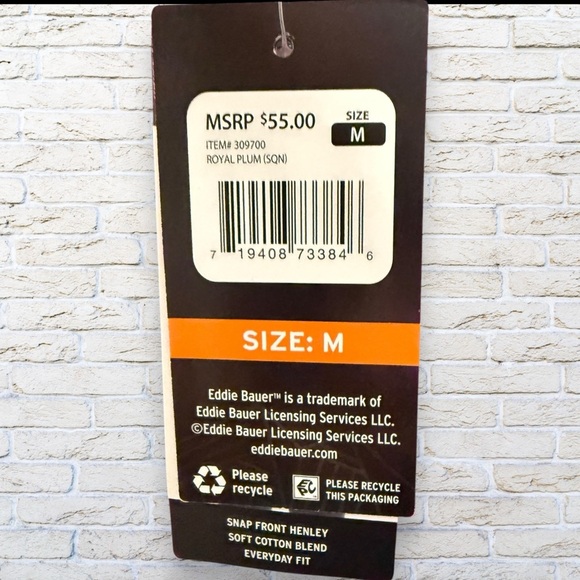 MSRP $55.00
SIZE
M
ITEM# 309700
ROYAL PLUM (SQN)
7 19408 73384 6
SIZE: M
Eddie Bauer™ is a trademark of
Eddie Bauer Licensing Services LLC.
©Eddie Bauer Licensing Services LLC.
eddiebauer.com
Please
recycle
PLEASE RECYCLE
THIS PACKAGING
SNAP FRONT HENLEY
SOFT COTTON BLEND
EVERYDAY FIT